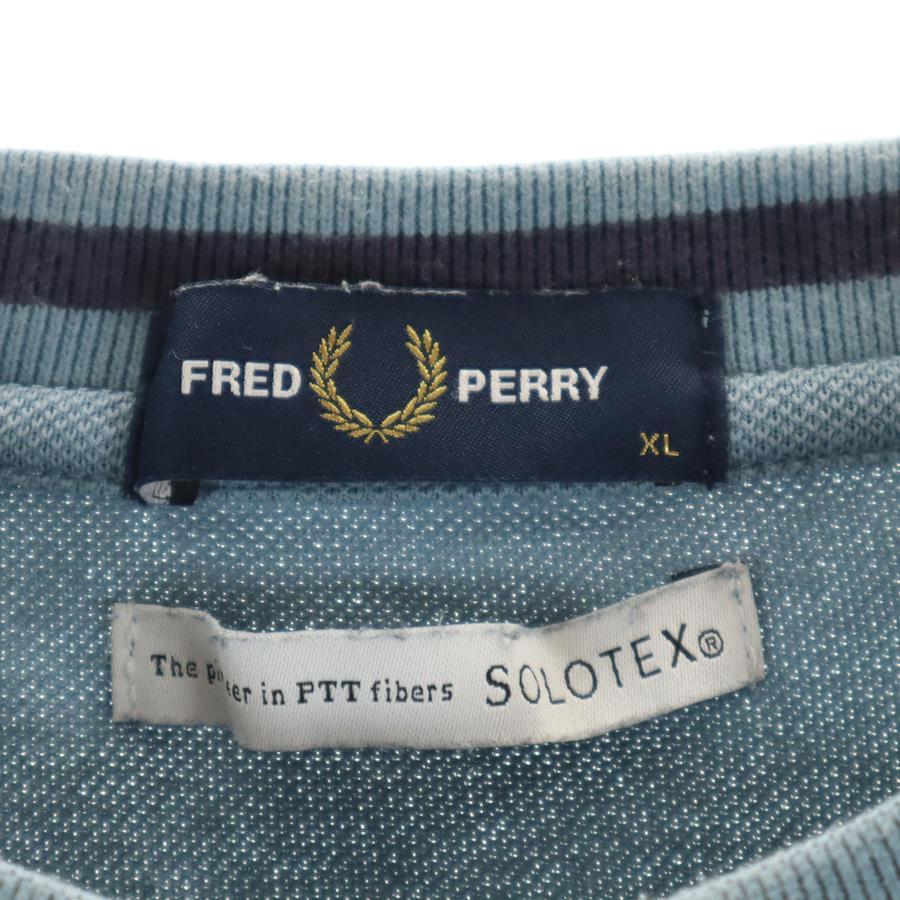 FRED PERRY
XL
The in PTT fibers SOLOTEX®